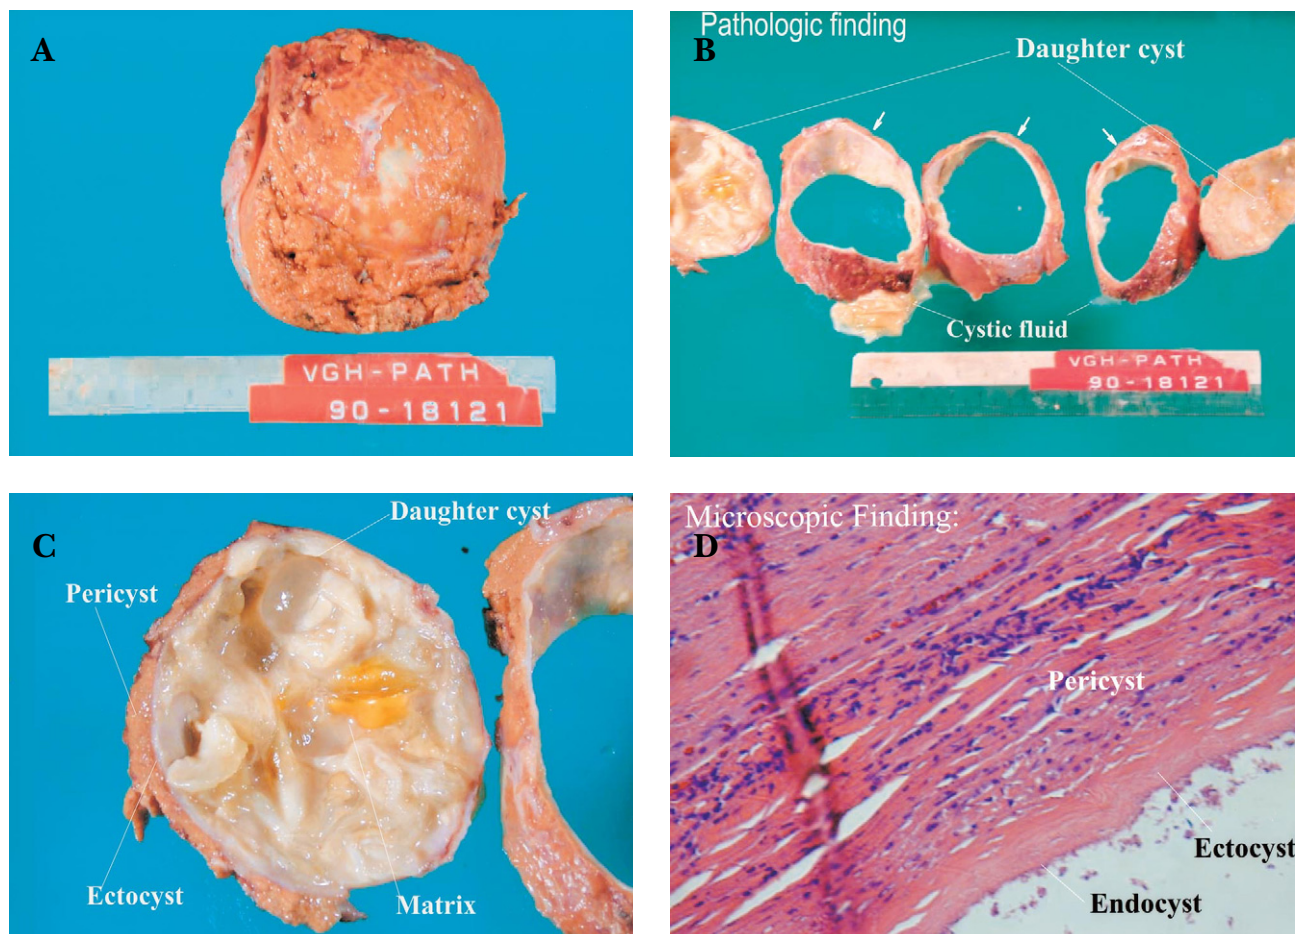 A
VGH-PATH
90-18121
Pathologic finding
B
Daughter cyst
Cystic fluid
VGH-PATH
90-18121
C
Daughter cyst
Pericyst
Ectocyst
Matrix
Microscopic Finding:
D
Pericyst
Ectocyst
Endocyst